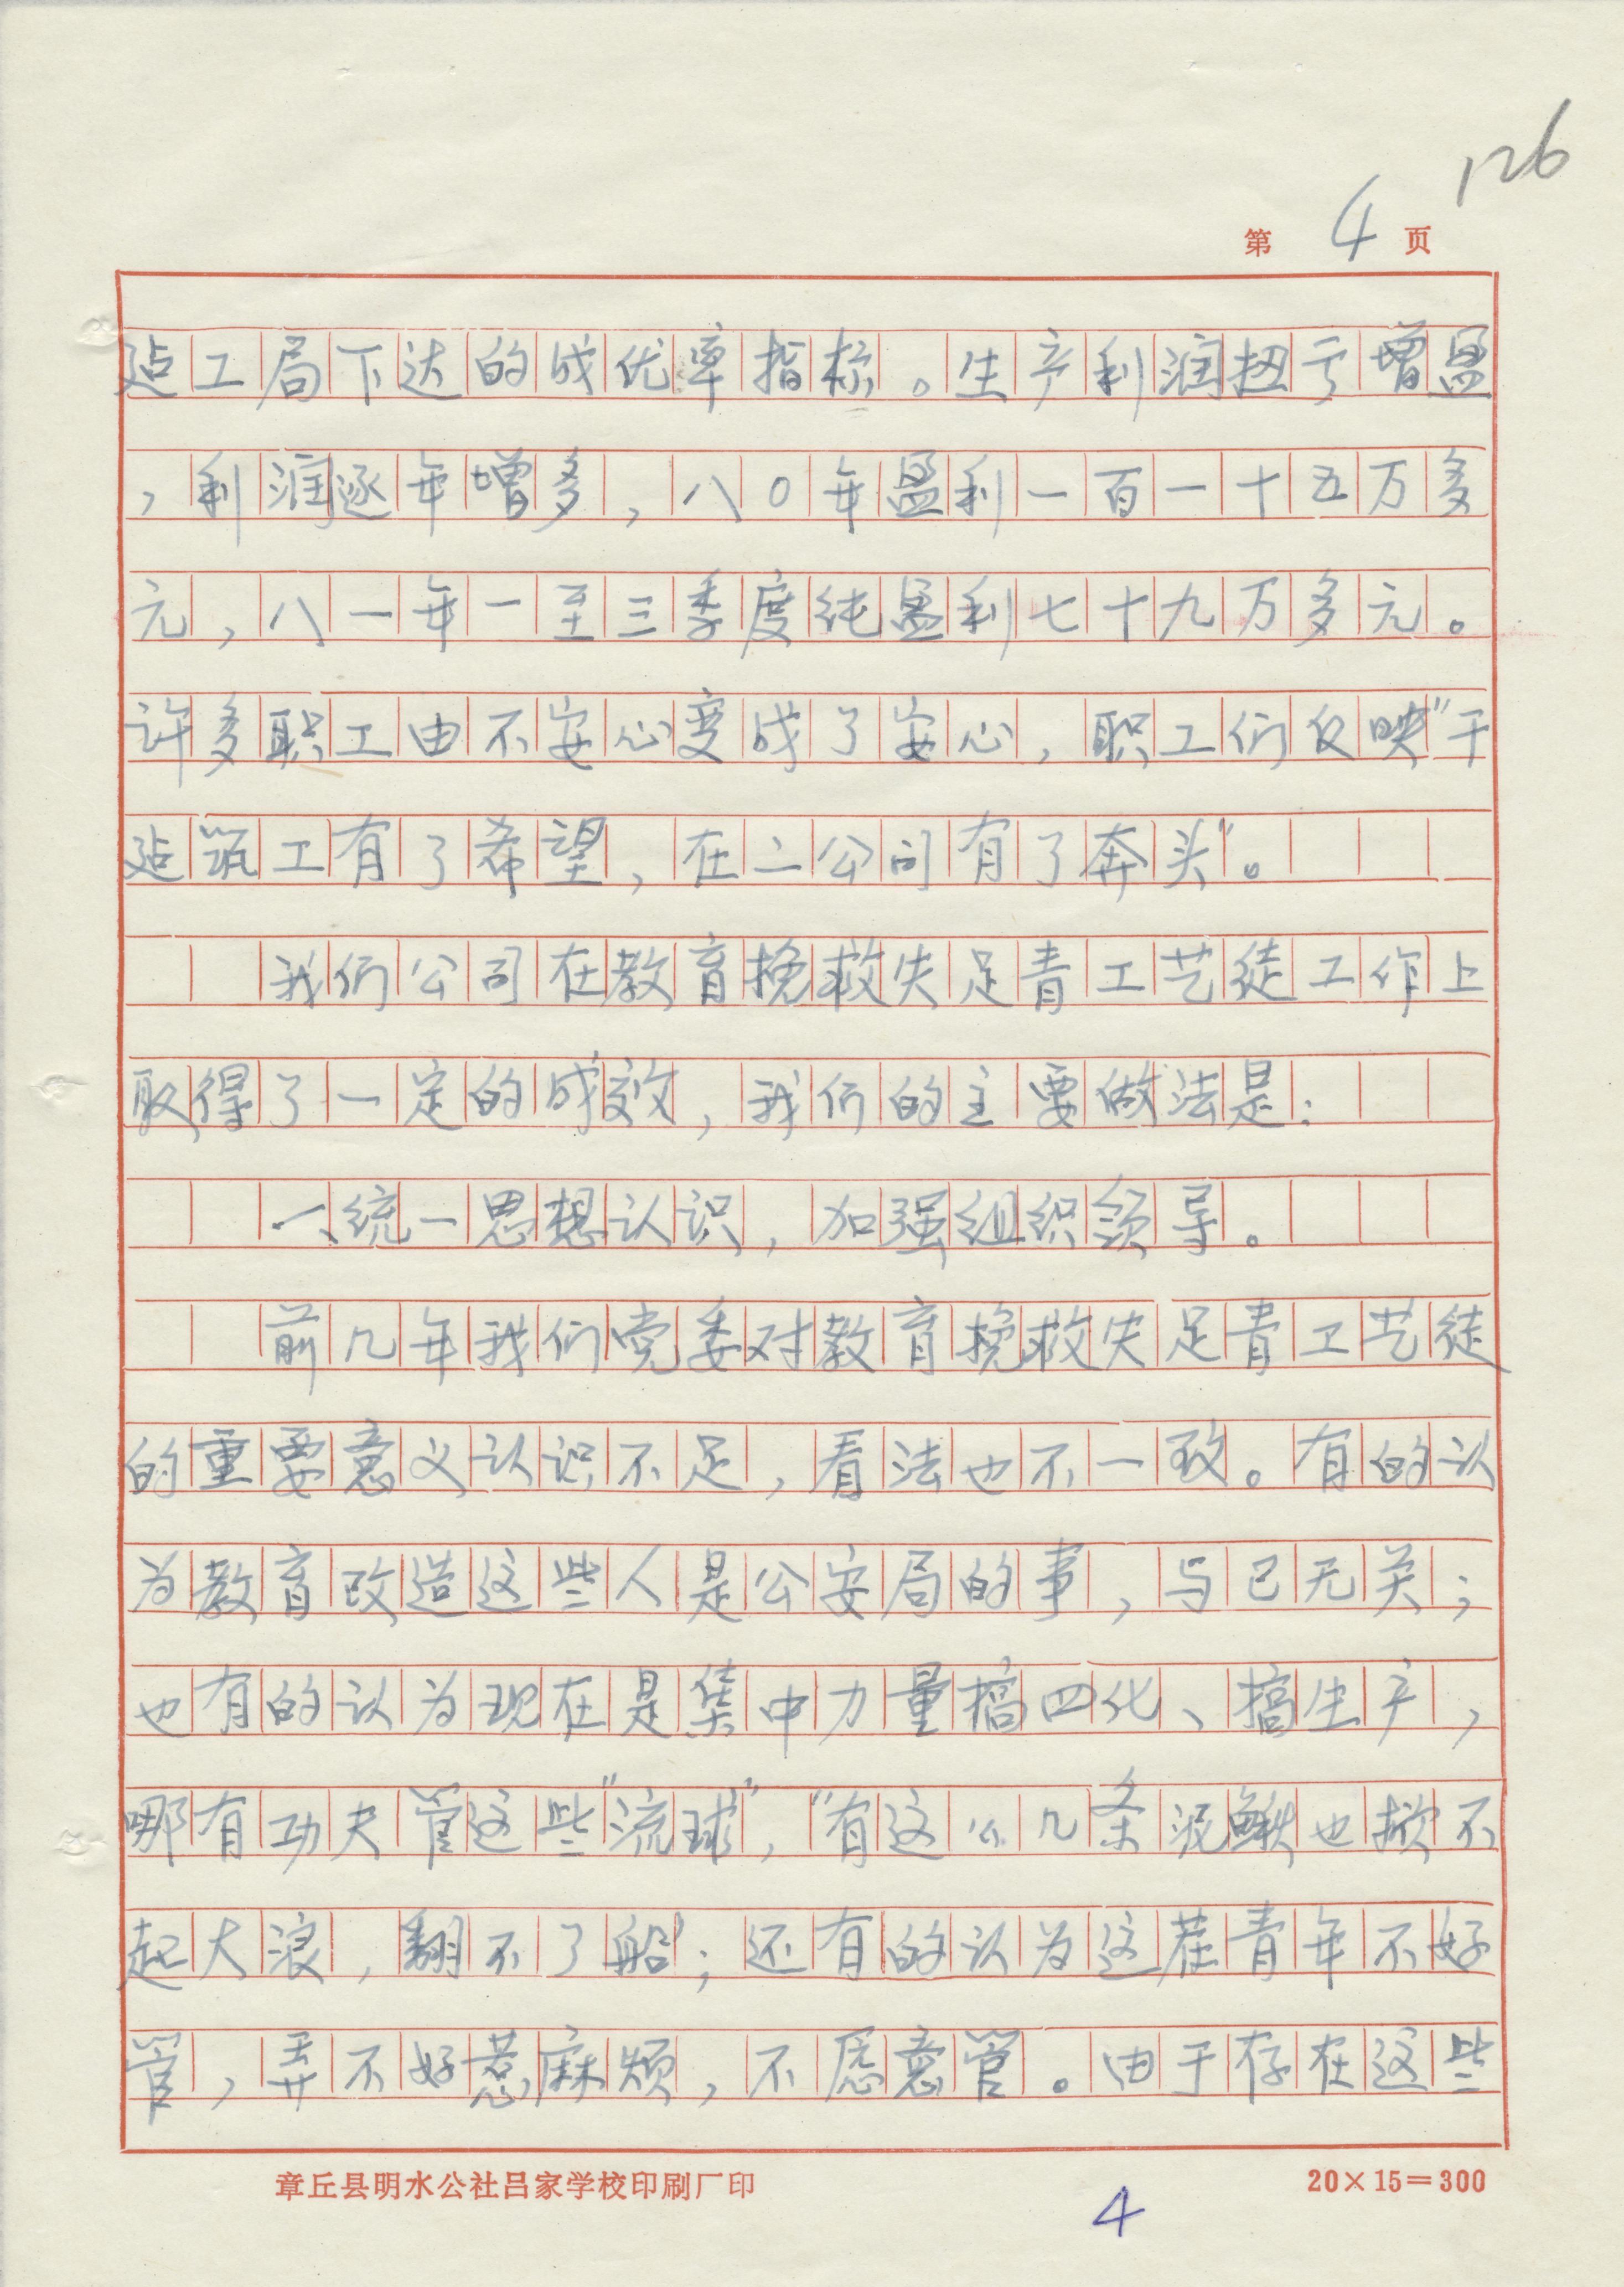 126
第 4 页
建工局下达的成优率指标。生产利润扭亏增盈
，利润逐年增多，八〇年盈利一百一十五万多
元，八一年一至三季度纯盈利七十九万多元。
许多职工由不安心变成了安心，职工们反映“干
建筑工有了希望，在二公司有了奔头”。
我们公司在教育挽救失足青工艺徒工作上
取得了一定的成效，我们的主要做法是：
一、统一思想认识，加强组织领导。
前几年我们党委对教育挽救失足青工艺徒
的重要意义认识不足，看法也不一致。有的认
为教育改造这些人是公安局的事，与己无关；
也有的认为现在是集中力量搞四化、搞生产，
哪有功夫管这些“流球”，“有这么几条泥鳅也掀不
起大浪，翻不了船”；还有的认为这茬青年不好
管，弄不好惹麻烦，不愿意管。由于存在这些
章丘县明水公社吕家学校印刷厂印
20×15=300
4